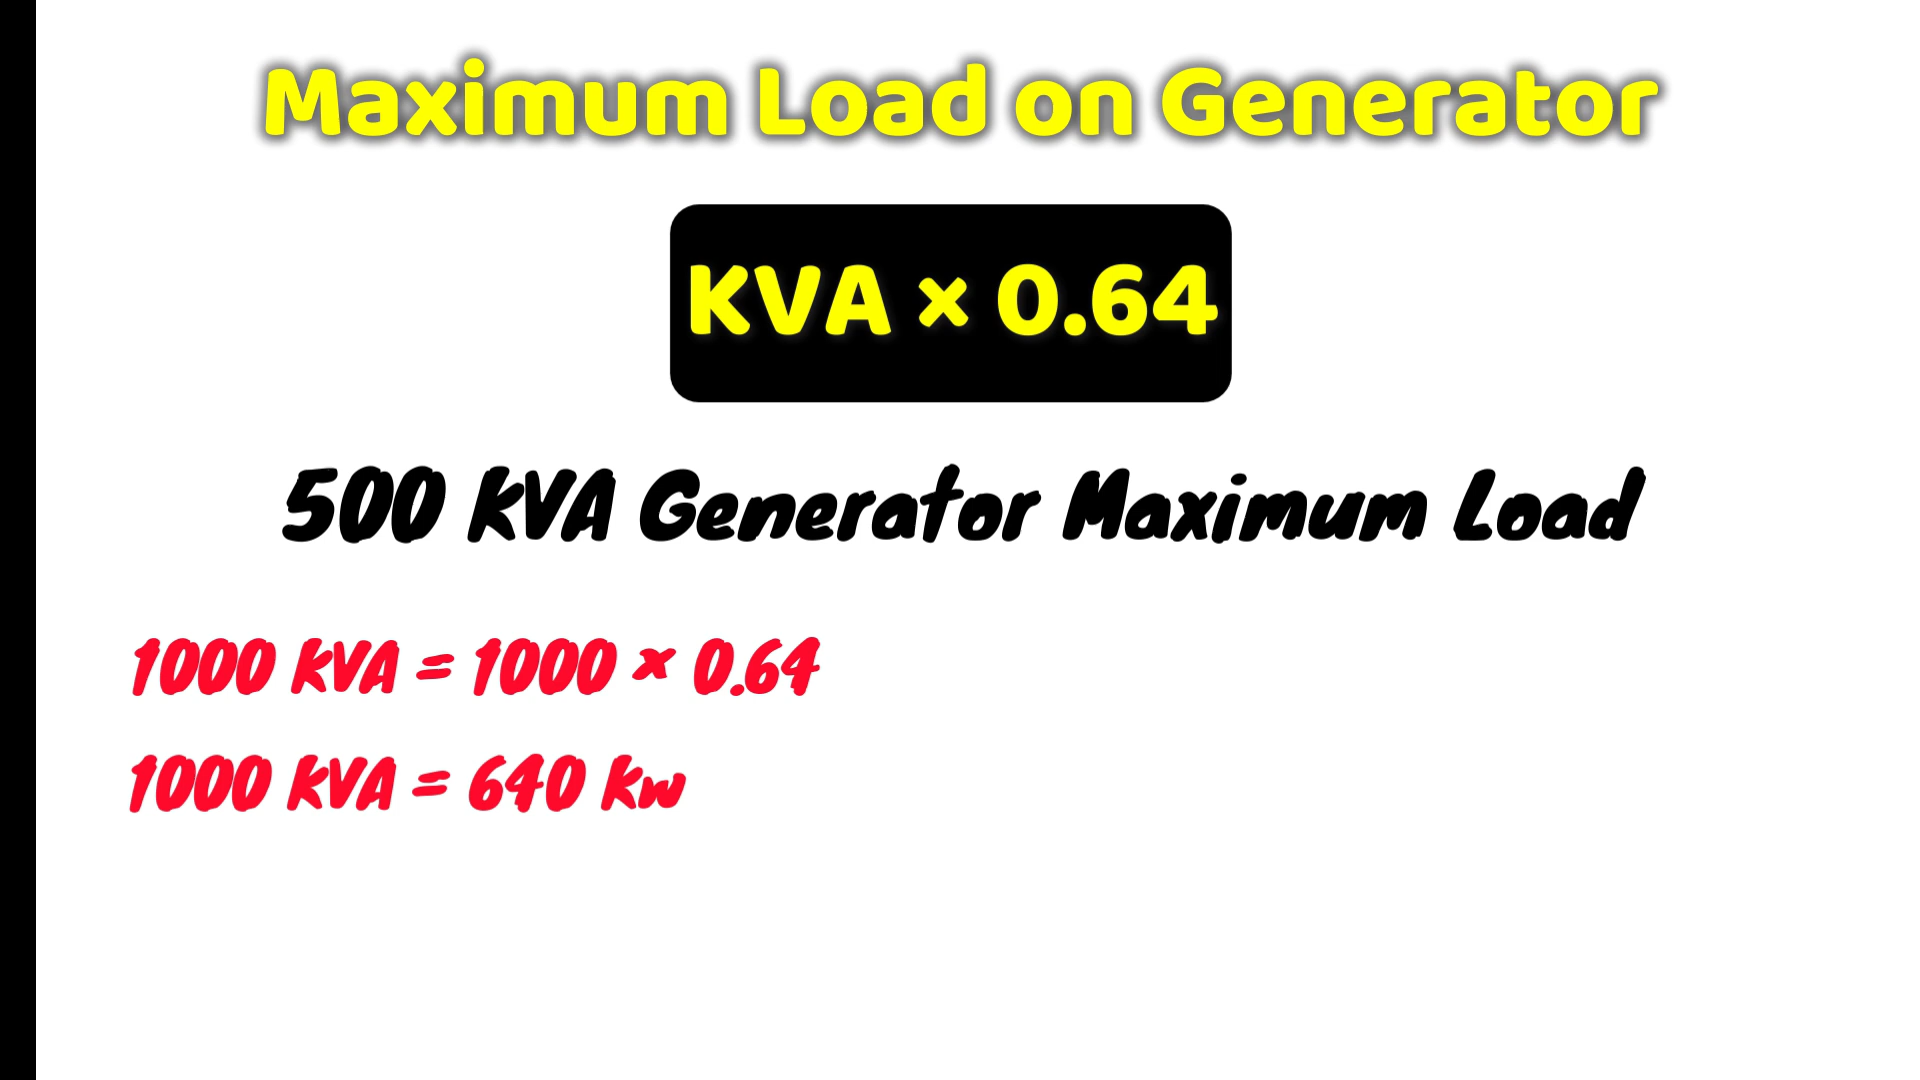 Maximum Load on Generator
KVA × 0.64
500 KVA Generator Maximum Load
1000 KVA = 1000 × 0.64
1000 KVA = 640 Kw